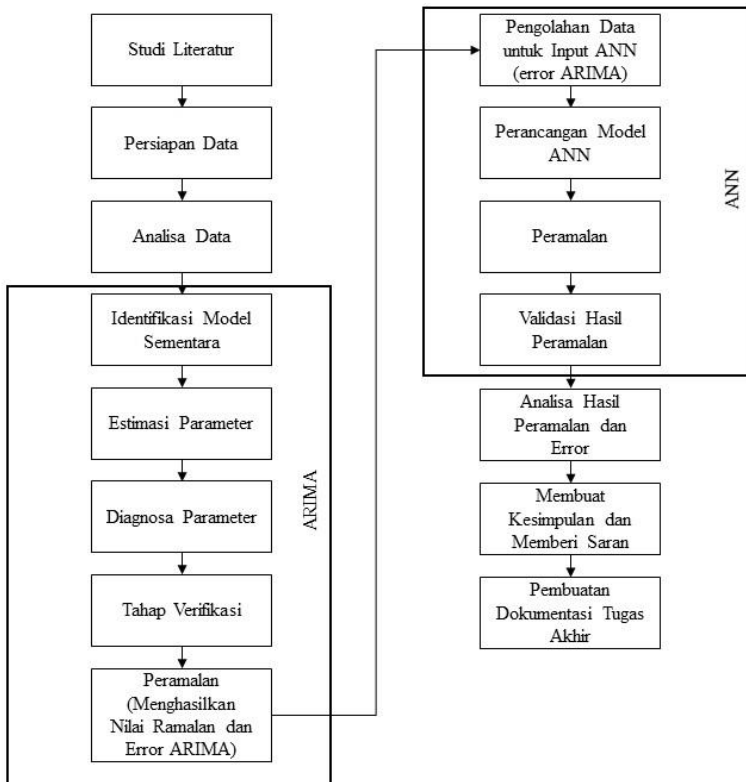 Studi Literatur
Persiapan Data
Analisa Data
Identifikasi Model
Sementara
Estimasi Parameter
Diagnosa Parameter
Tahap Verifikasi
Peramalan
(Menghasilkan
Nilai Ramalan dan
Error ARIMA)
ARIMA
Pengolahan Data
untuk Input ANN
(error ARIMA)
Perancangan Model
ANN
Peramalan
Validasi Hasil
Peramalan
ANN
Analisa Hasil
Peramalan dan
Error
Membuat
Kesimpulan dan
Memberi Saran
Pembuatan
Dokumentasi Tugas
Akhir